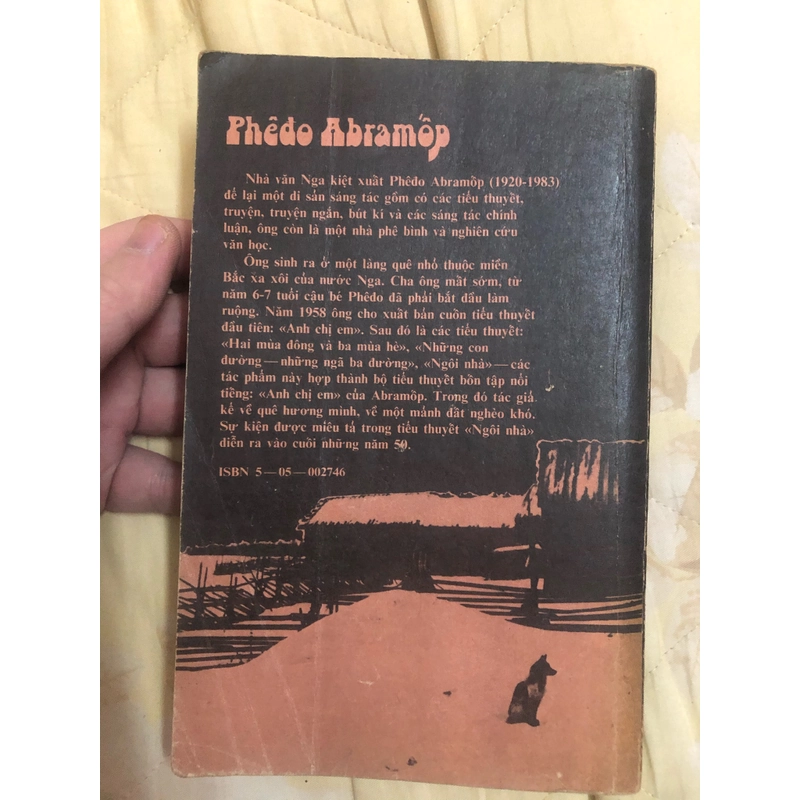 Phêdo Abramốp
Nhà văn Nga kiệt xuất Phêdo Abramốp (1920-1983)
để lại một di sản sáng tác gồm có các tiểu thuyết,
truyện, truyện ngắn, bút kí và các sáng tác chính
luận, ông còn là một nhà phê bình và nghiên cứu
văn học.
Ông sinh ra ở một làng quê nhỏ thuộc miền
Bắc xa xôi của nước Nga. Cha ông mất sớm, từ
năm 6-7 tuổi cậu bé Phêdo đã phải bắt đầu làm
ruộng. Năm 1958 ông cho xuất bản cuốn tiểu thuyết
đầu tiên: «Anh chị em». Sau đó là các tiểu thuyết:
«Hai mùa đông và ba mùa hè», «Những con
đường — những ngã ba đường», «Ngôi nhà» — các
tác phẩm này hợp thành bộ tiểu thuyết bốn tập nổi
tiếng: «Anh chị em» của Abramốp. Trong đó tác giả
kể về quê hương mình, về một mảnh đất nghèo khó.
Sự kiện được miêu tả trong tiểu thuyết «Ngôi nhà»
diễn ra vào cuối những năm 50.
ISBN 5—05—002746